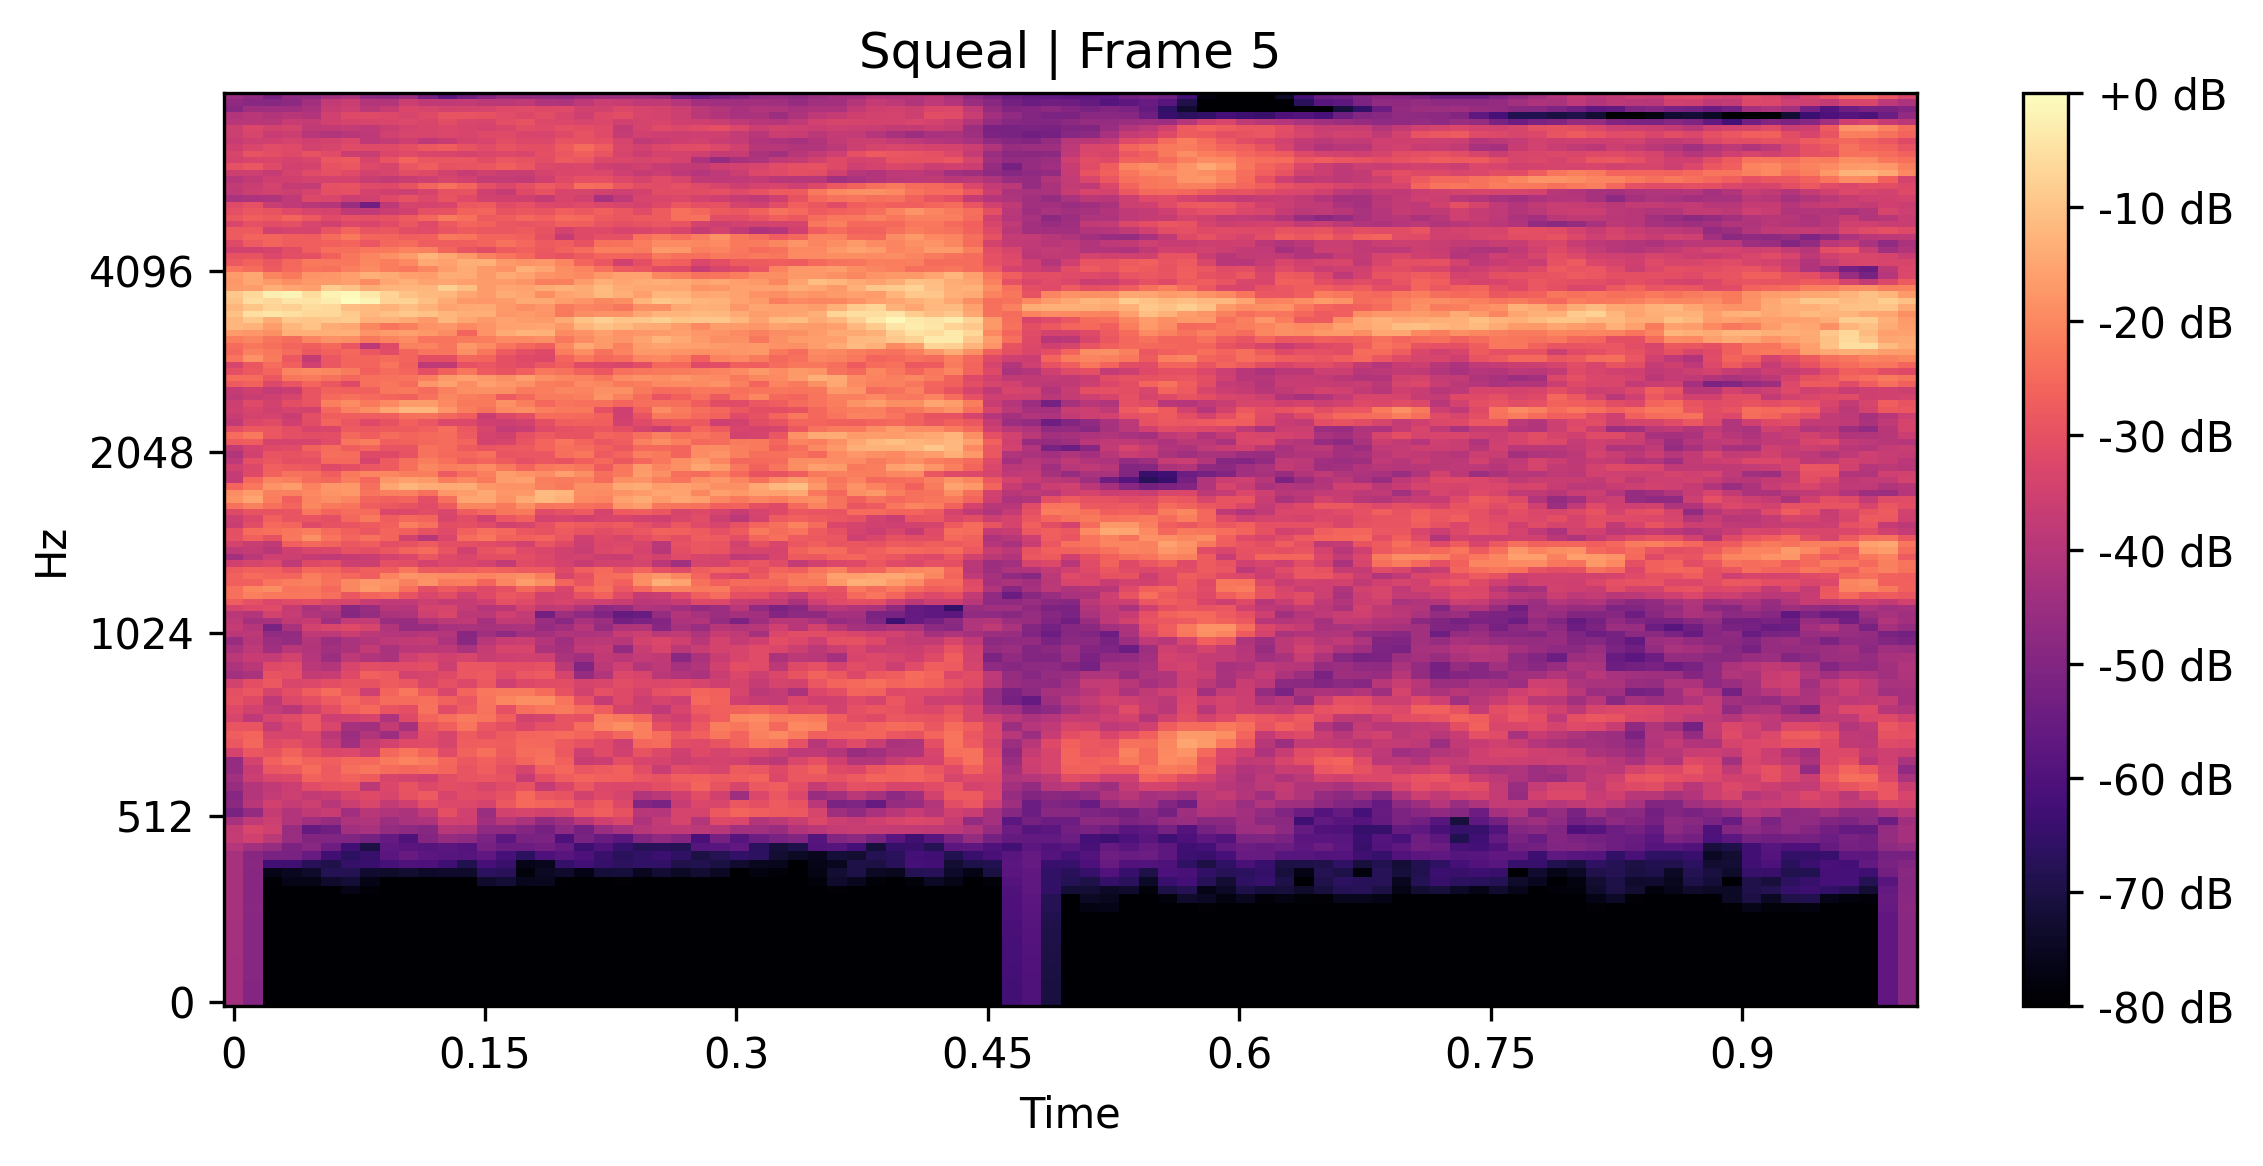 Squeal | Frame 5
+0 dB
-10 dB
-20 dB
-30 dB
-40 dB
-50 dB
-60 dB
-70 dB
-80 dB
4096
2048
1024
512
0
Hz
0 0.15 0.3 0.45 0.6 0.75 0.9
Time